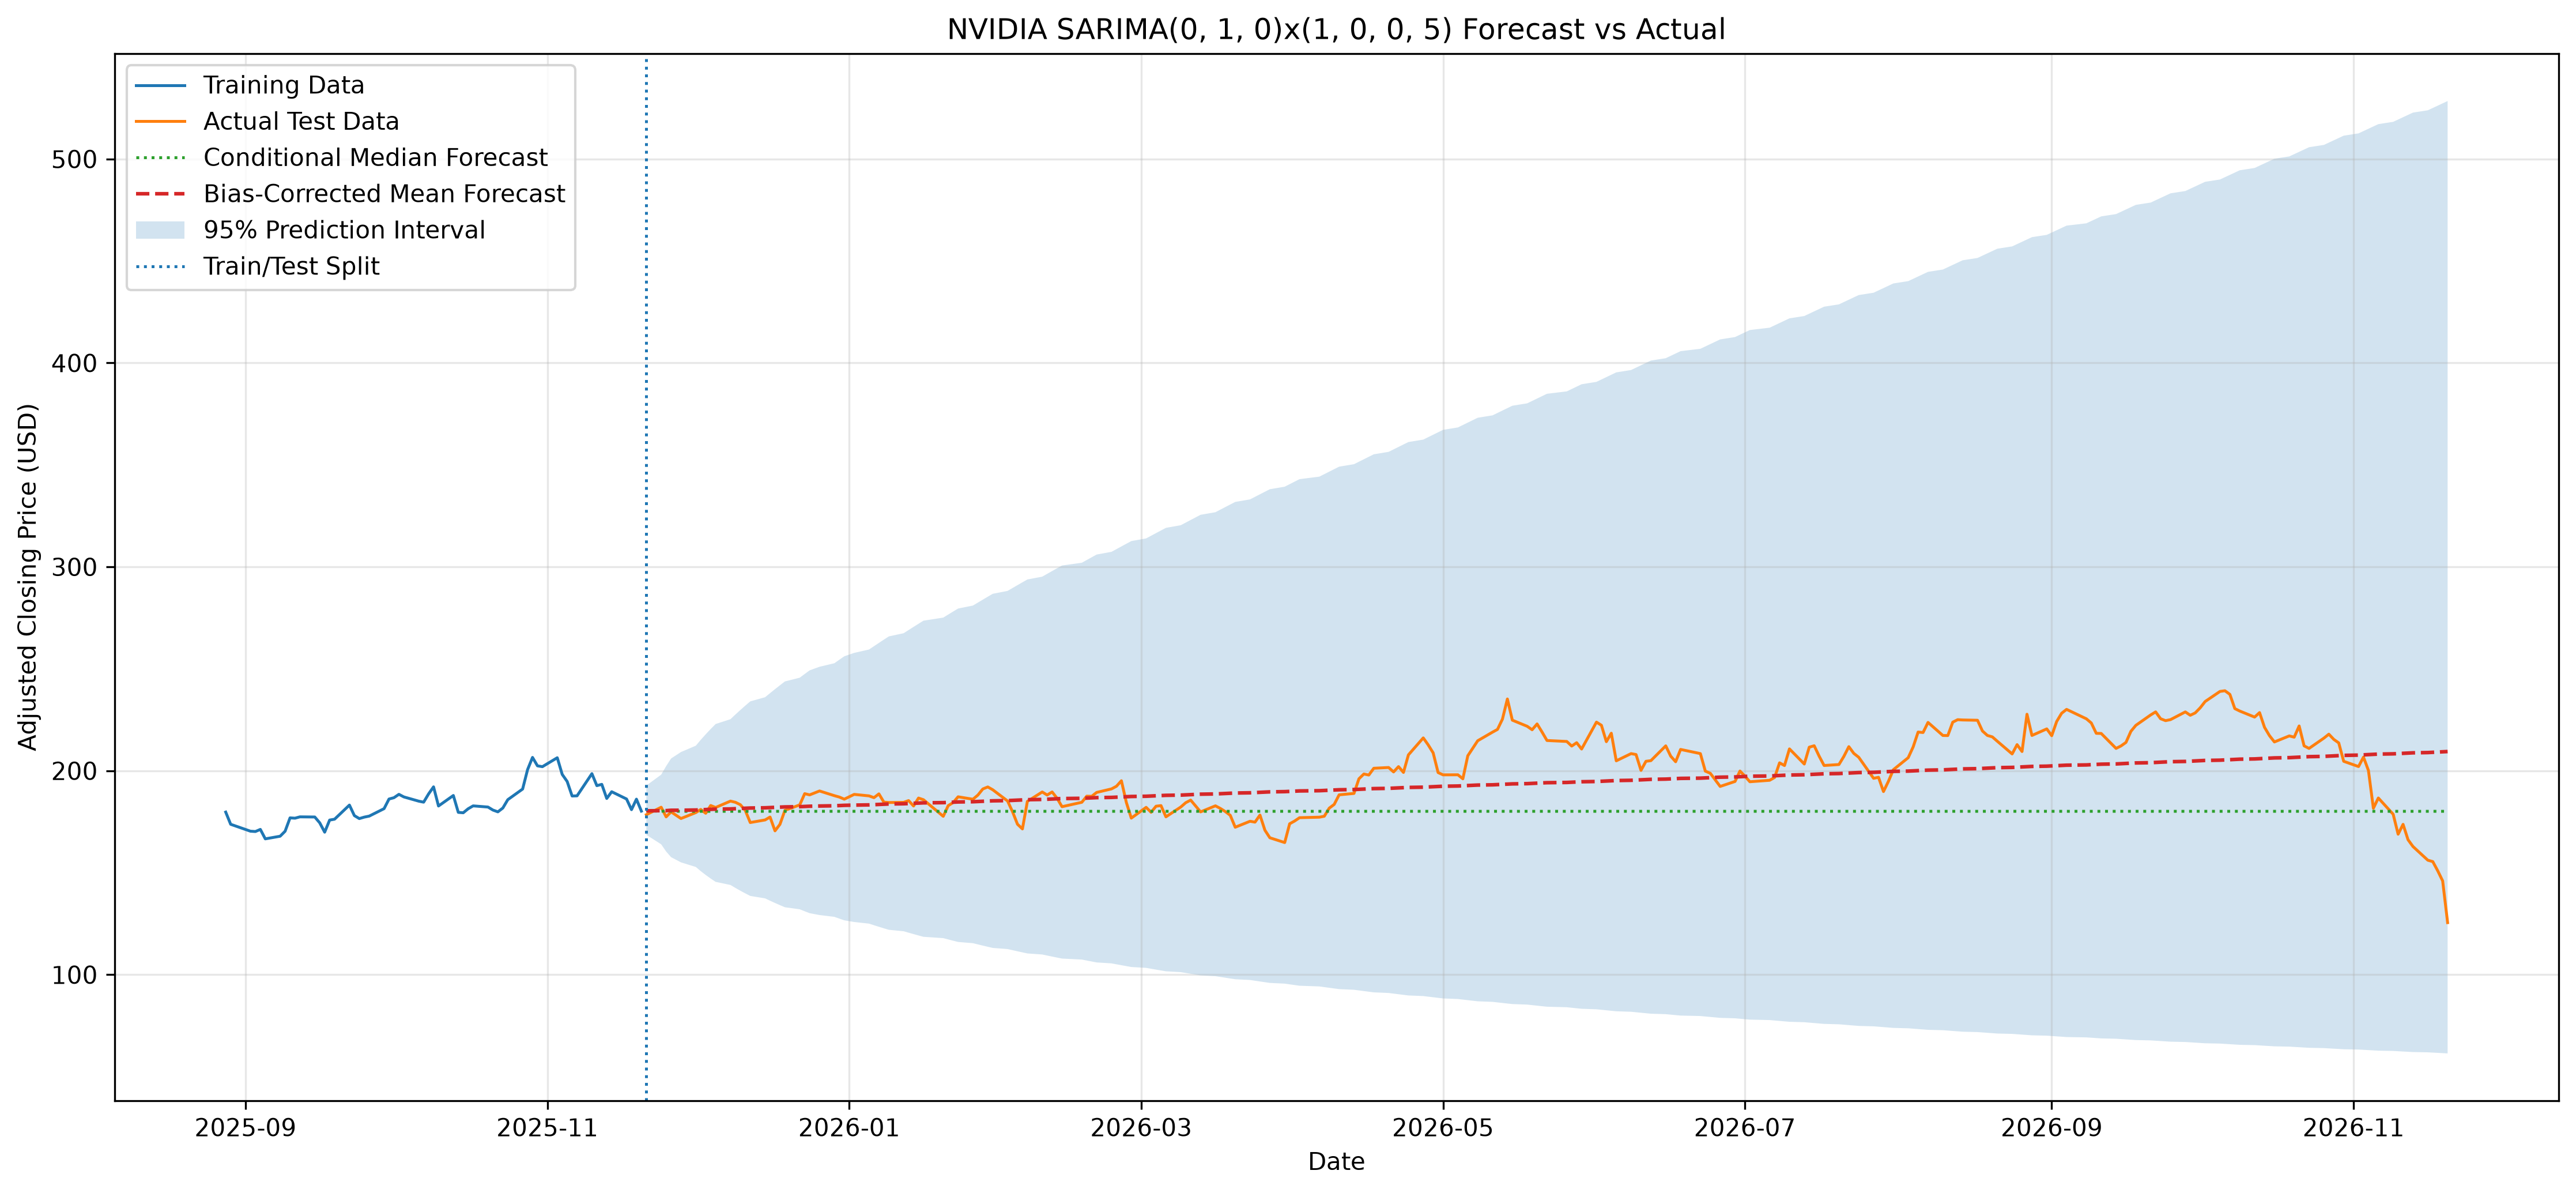 NVIDIA SARIMA(0, 1, 0)x(1, 0, 0, 5) Forecast vs Actual
Training Data
Actual Test Data
Conditional Median Forecast
Bias-Corrected Mean Forecast
95% Prediction Interval
Train/Test Split
Adjusted Closing Price (USD)
500
400
300
200
100
2025-09
2025-11
2026-01
2026-03
2026-05
2026-07
2026-09
2026-11
Date